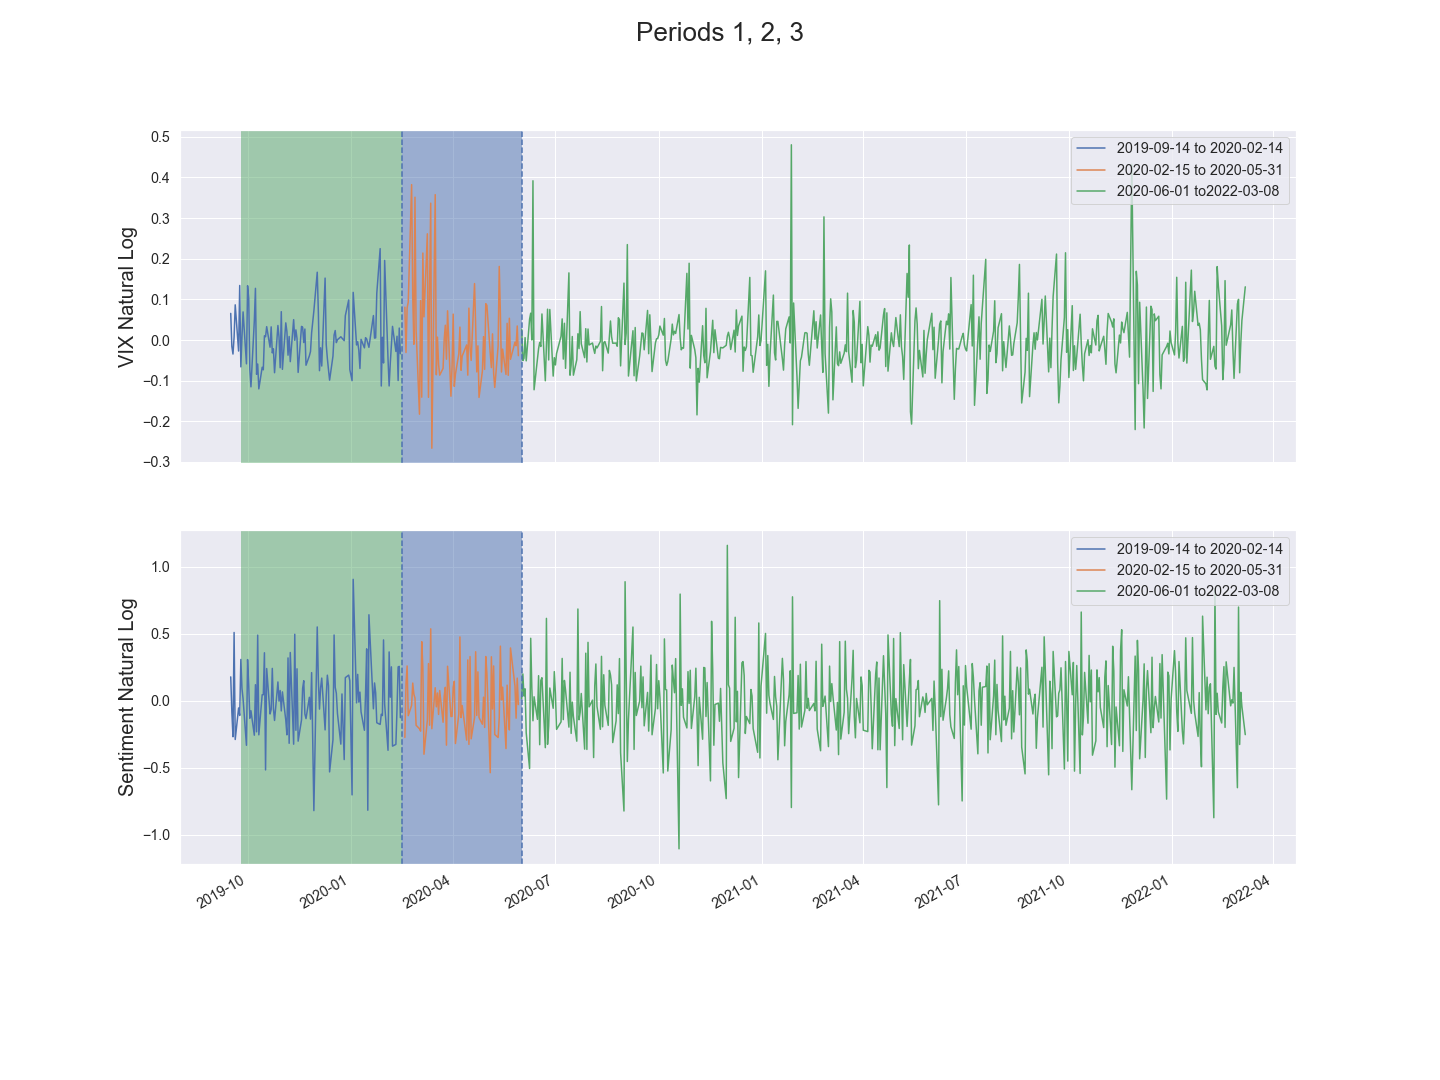 Periods 1, 2, 3
VIX Natural Log
0.5
0.4
0.3
0.2
0.1
0.0
−0.1
−0.2
−0.3
2019-09-14 to 2020-02-14
2020-02-15 to 2020-05-31
2020-06-01 to2022-03-08
Sentiment Natural Log
1.0
0.5
0.0
−0.5
−1.0
2019-09-14 to 2020-02-14
2020-02-15 to 2020-05-31
2020-06-01 to2022-03-08
2019-10
2020-01
2020-04
2020-07
2020-10
2021-01
2021-04
2021-07
2021-10
2022-01
2022-04